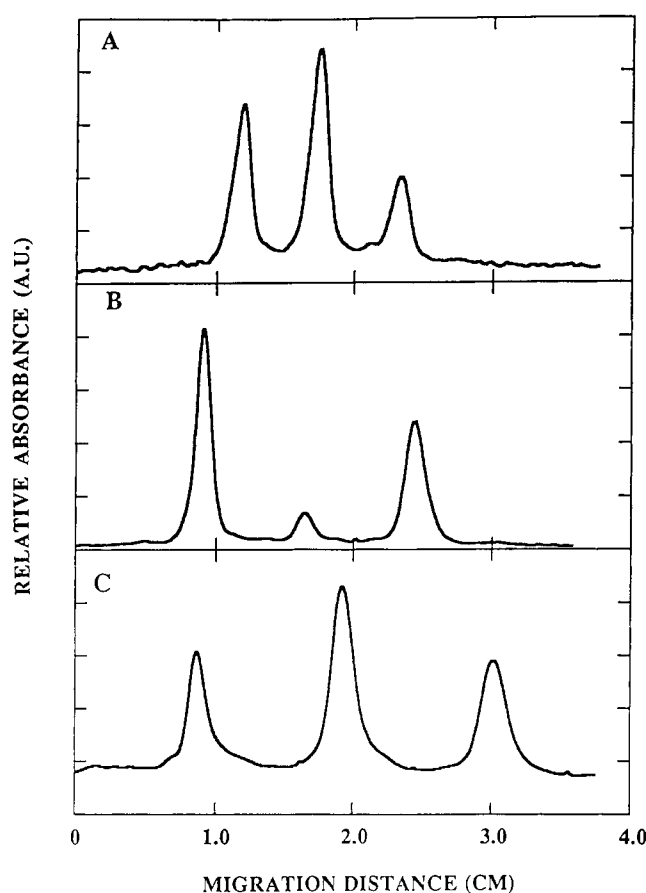 A
B
C
RELATIVE ABSORBANCE (A.U.)
0 1.0 2.0 3.0 4.0
MIGRATION DISTANCE (CM)